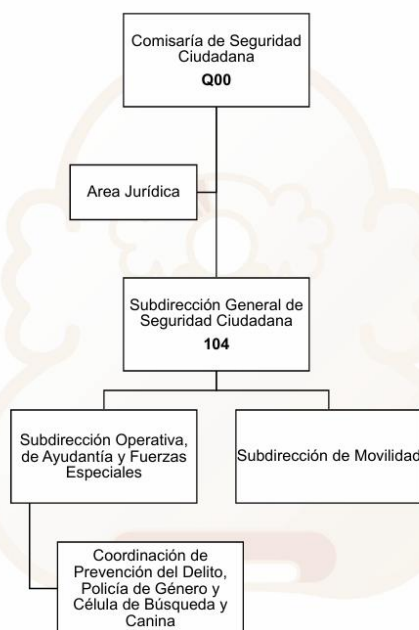 Comisaría de Seguridad
Ciudadana
Q00
Area Jurídica
Subdirección General de
Seguridad Ciudadana
104
Subdirección Operativa,
de Ayudantía y Fuerzas
Especiales
Subdirección de Movilidad
Coordinación de
Prevención del Delito,
Policía de Género y
Célula de Búsqueda y
Canina